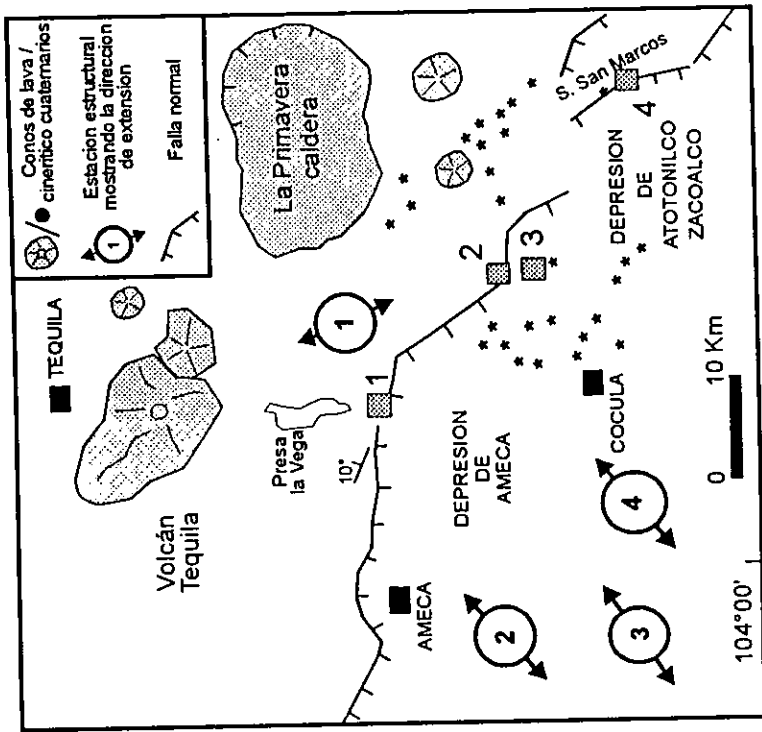 Conos de lava /
cineritico cuaternarios
1
Estacion estructural
mostrando la direccion
de extension
Falla normal
TEQUILA
Volcán
Tequila
La Primavera
caldera
Presa
la Vega
10°
1
1
2
3
S. San Marcos
4
AMECA
DEPRESION
DE
AMECA
DEPRESION
DE
ATOTONILCO
ZACOALCO
COCULA
2
3
4
0 10 Km
104°00'